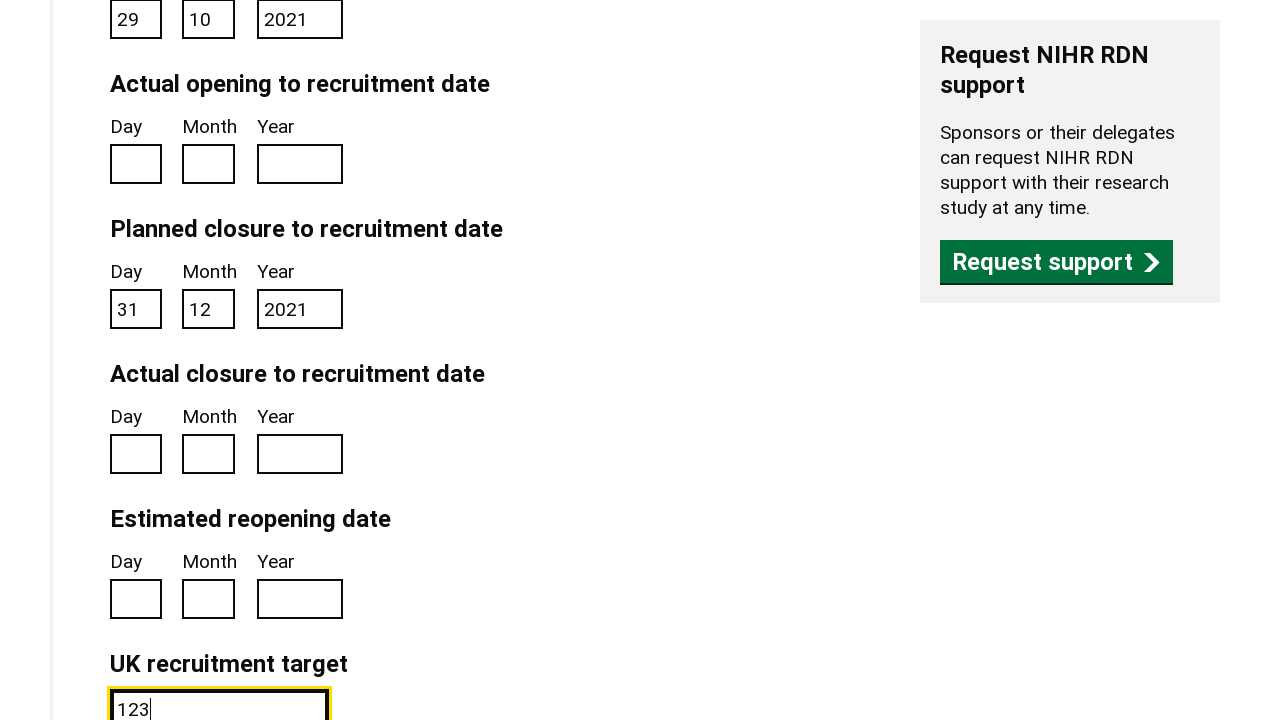 29 10 2021
Actual opening to recruitment date
Day Month Year
Planned closure to recruitment date
Day Month Year
31 12 2021
Actual closure to recruitment date
Day Month Year
Estimated reopening date
Day Month Year
UK recruitment target
123
Request NIHR RDN
support
Sponsors or their delegates
can request NIHR RDN
support with their research
study at any time.
Request support